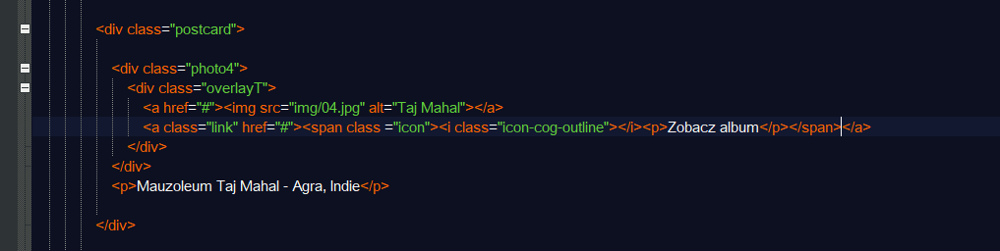 <div class="postcard">
<div class="photo4">
<div class="overlayT">
<a href="#"><img src="img/04.jpg" alt="Taj Mahal"></a>
<a class="link" href="#"><span class ="icon"><i class="icon-cog-outline"></i><p>Zobacz album</p></span></a>
</div>
</div>
<p>Mauzoleum Taj Mahal - Agra, Indie</p>
</div>